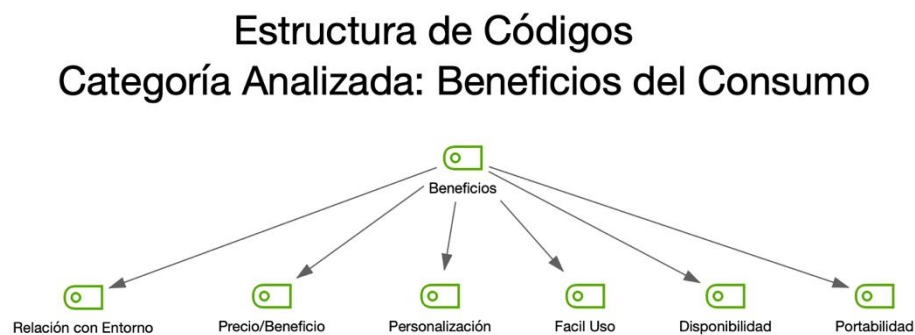 Estructura de Códigos
Categoría Analizada: Beneficios del Consumo
Beneficios
Relación con Entorno
Precio/Beneficio
Personalización
Facil Uso
Disponibilidad
Portabilidad